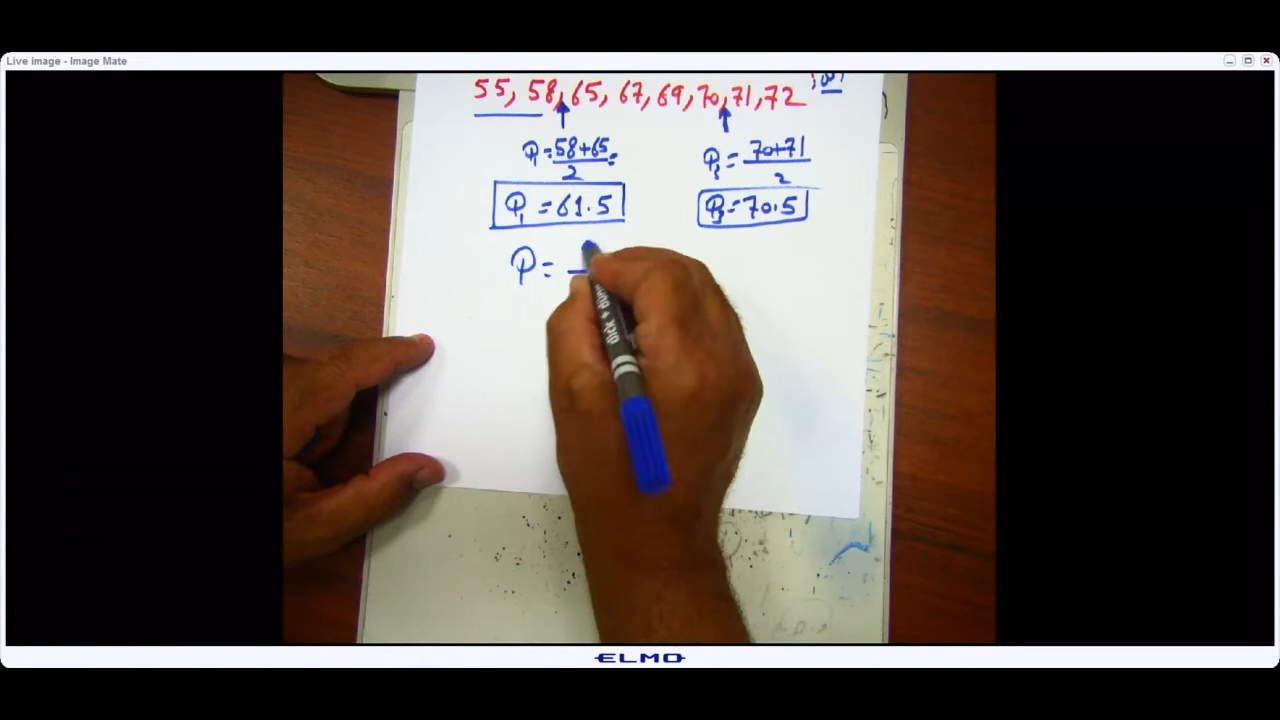 Live image - Image Mate
55, 58, 65, 67, 69, 70, 71, 72
Q₁ = 58+65 / 2 =
Q₃ = 70+71 / 2
Q₁ = 61.5
Q₃ = 70.5
Q =
ELMO